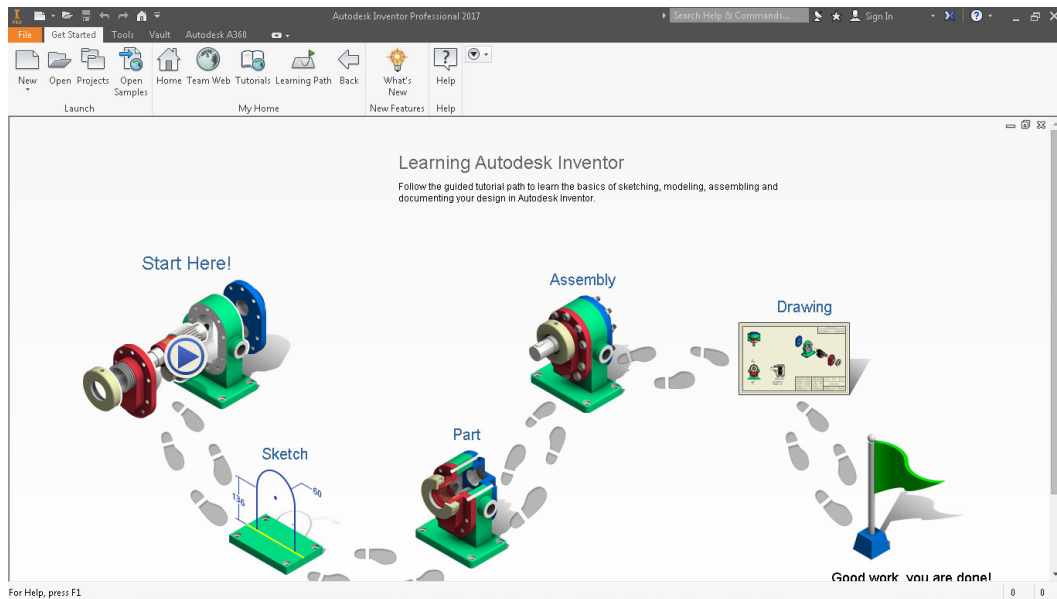 Autodesk Inventor Professional 2017
Search Help & Commands...
Sign In
File Get Started Tools Vault Autodesk A360
New Open Projects Open Samples Home Team Web Tutorials Learning Path Back What's New Help
Launch My Home New Features Help
Learning Autodesk Inventor
Follow the guided tutorial path to learn the basics of sketching, modeling, assembling and
documenting your design in Autodesk Inventor.
Start Here!
Assembly
Drawing
Part
Sketch
136
60
Good work, you are done!
For Help, press F1
0 0